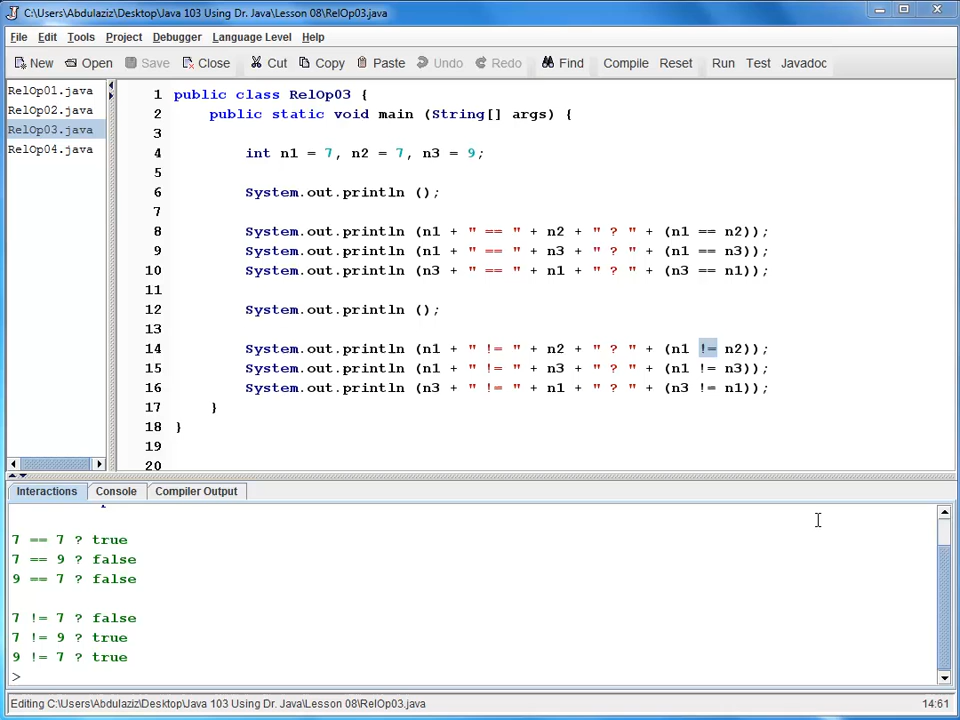 C:\Users\Abdulaziz\Desktop\Java 103 Using Dr. Java\Lesson 08\RelOp03.java
File Edit Tools Project Debugger Language Level Help
New Open Save Close Cut Copy Paste Undo Redo Find Compile Reset Run Test Javadoc
RelOp01.java
RelOp02.java
RelOp03.java
RelOp04.java
1 public class RelOp03 {
2 public static void main (String[] args) {
3
4 int n1 = 7, n2 = 7, n3 = 9;
5
6 System.out.println ();
7
8 System.out.println (n1 + " == " + n2 + " ? " + (n1 == n2));
9 System.out.println (n1 + " == " + n3 + " ? " + (n1 == n3));
10 System.out.println (n3 + " == " + n1 + " ? " + (n3 == n1));
11
12 System.out.println ();
13
14 System.out.println (n1 + " != " + n2 + " ? " + (n1 != n2));
15 System.out.println (n1 + " != " + n3 + " ? " + (n1 != n3));
16 System.out.println (n3 + " != " + n1 + " ? " + (n3 != n1));
17 }
18 }
19
20
Interactions Console Compiler Output
7 == 7 ? true
7 == 9 ? false
9 == 7 ? false
7 != 7 ? false
7 != 9 ? true
9 != 7 ? true
>
Editing C:\Users\Abdulaziz\Desktop\Java 103 Using Dr. Java\Lesson 08\RelOp03.java 14:61